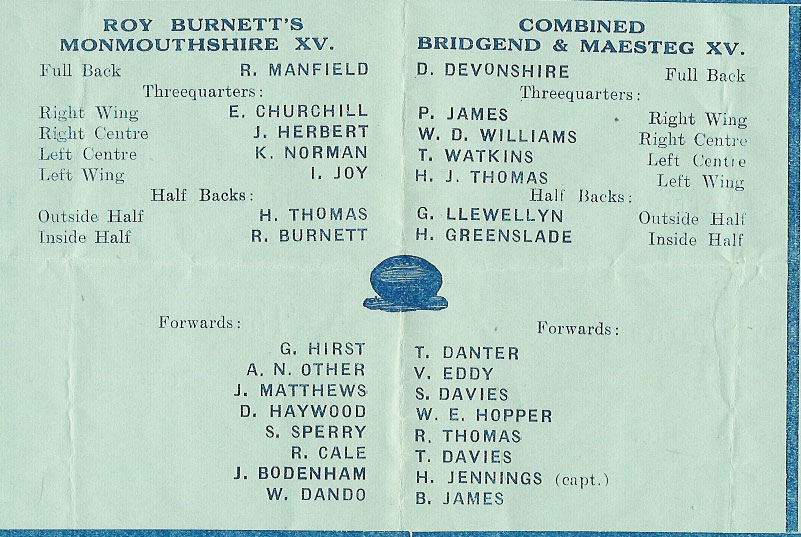 ROY BURNETT'S
MONMOUTHSHIRE XV.
Full Back R. MANFIELD
Threequarters:
Right Wing E. CHURCHILL
Right Centre J. HERBERT
Left Centre K. NORMAN
Left Wing I. JOY
Half Backs:
Outside Half H. THOMAS
Inside Half R. BURNETT
Forwards:
G. HIRST
A. N. OTHER
J. MATTHEWS
D. HAYWOOD
S. SPERRY
R. CALE
J. BODENHAM
W. DANDO
COMBINED
BRIDGEND & MAESTEG XV.
D. DEVONSHIRE Full Back
Threequarters:
P. JAMES Right Wing
W. D. WILLIAMS Right Centre
T. WATKINS Left Centre
H. J. THOMAS Left Wing
Half Backs:
G. LLEWELLYN Outside Half
H. GREENSLADE Inside Half
Forwards:
T. DANTER
V. EDDY
S. DAVIES
W. E. HOPPER
R. THOMAS
T. DAVIES
H. JENNINGS (capt.)
B. JAMES